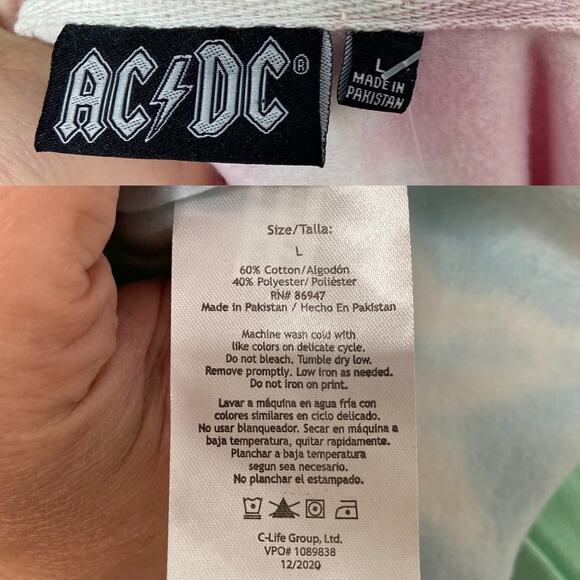 AC⚡DC®
L
MADE IN
PAKISTAN
Size/Talla:
L
60% Cotton/Algodón
40% Polyester/Poliéster
RN# 86947
Made in Pakistan / Hecho En Pakistan
Machine wash cold with
like colors on delicate cycle.
Do not bleach. Tumble dry low.
Remove promptly. Low iron as needed.
Do not iron on print.
Lavar a máquina en agua fría con
colores similares en ciclo delicado.
No usar blanqueador. Secar en máquina a
baja temperatura, quitar rapidamente.
Planchar a baja temperatura
segun sea necesario.
No planchar el estampado.
C-Life Group, Ltd.
VPO# 1089838
12/2020